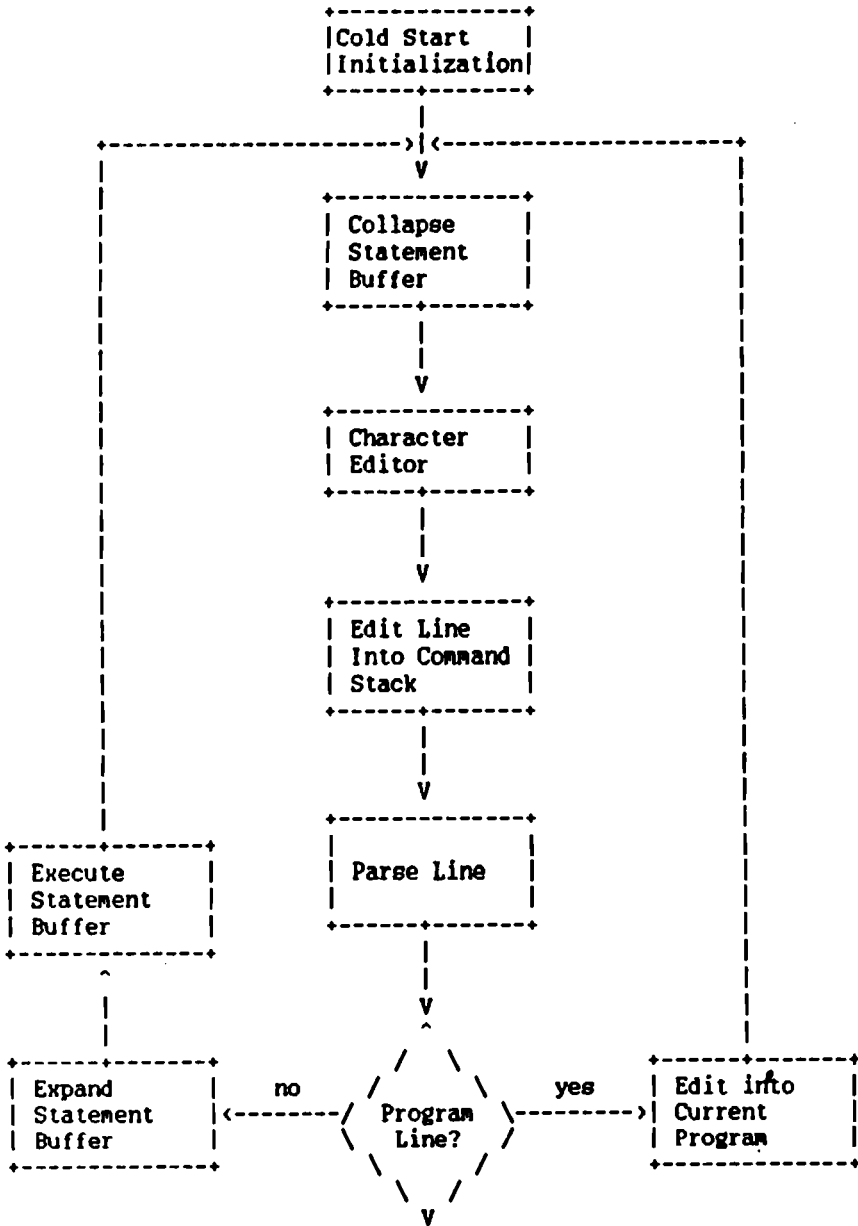 Cold Start
Initialization
Collapse
Statement
Buffer
Character
Editor
Edit Line
Into Command
Stack
Parse Line
Execute
Statement
Buffer
Expand
Statement
Buffer
no
Program
Line?
yes
Edit into
Current
Program